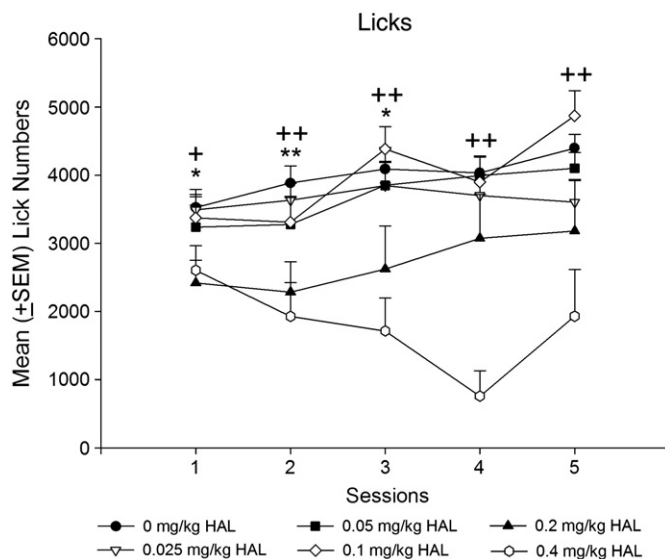 Licks
6000
5000
4000
3000
2000
1000
0
Mean (±SEM) Lick Numbers
+
*
++
**
++
*
++
++
1 2 3 4 5
Sessions
0 mg/kg HAL 0.05 mg/kg HAL 0.2 mg/kg HAL
0.025 mg/kg HAL 0.1 mg/kg HAL 0.4 mg/kg HAL